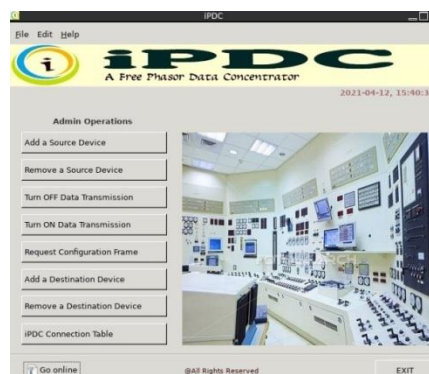 iPDC
File Edit Help
i
iPDC
A Free Phasor Data Concentrator
2021-04-12, 15:40:3
Admin Operations
Add a Source Device
Remove a Source Device
Turn OFF Data Transmission
Turn ON Data Transmission
Request Configuration Frame
Add a Destination Device
Remove a Destination Device
iPDC Connection Table
Go online
@All Rights Reserved
EXIT